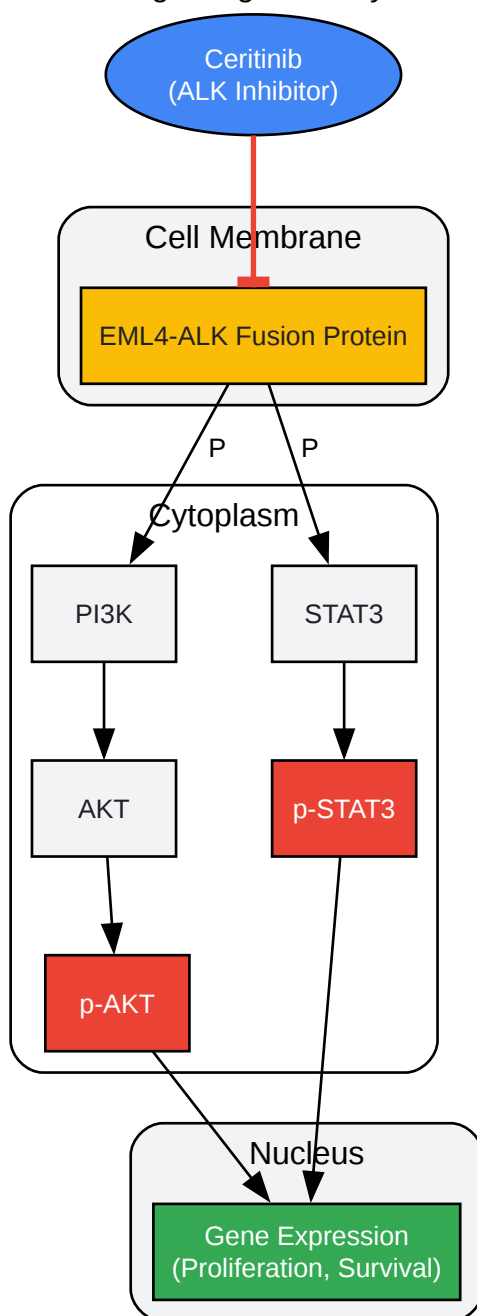 Ceritinib
(ALK Inhibitor)
Cell Membrane
EML4-ALK Fusion Protein
P
P
Cytoplasm
PI3K
STAT3
AKT
p-STAT3
p-AKT
Nucleus
Gene Expression
(Proliferation, Survival)